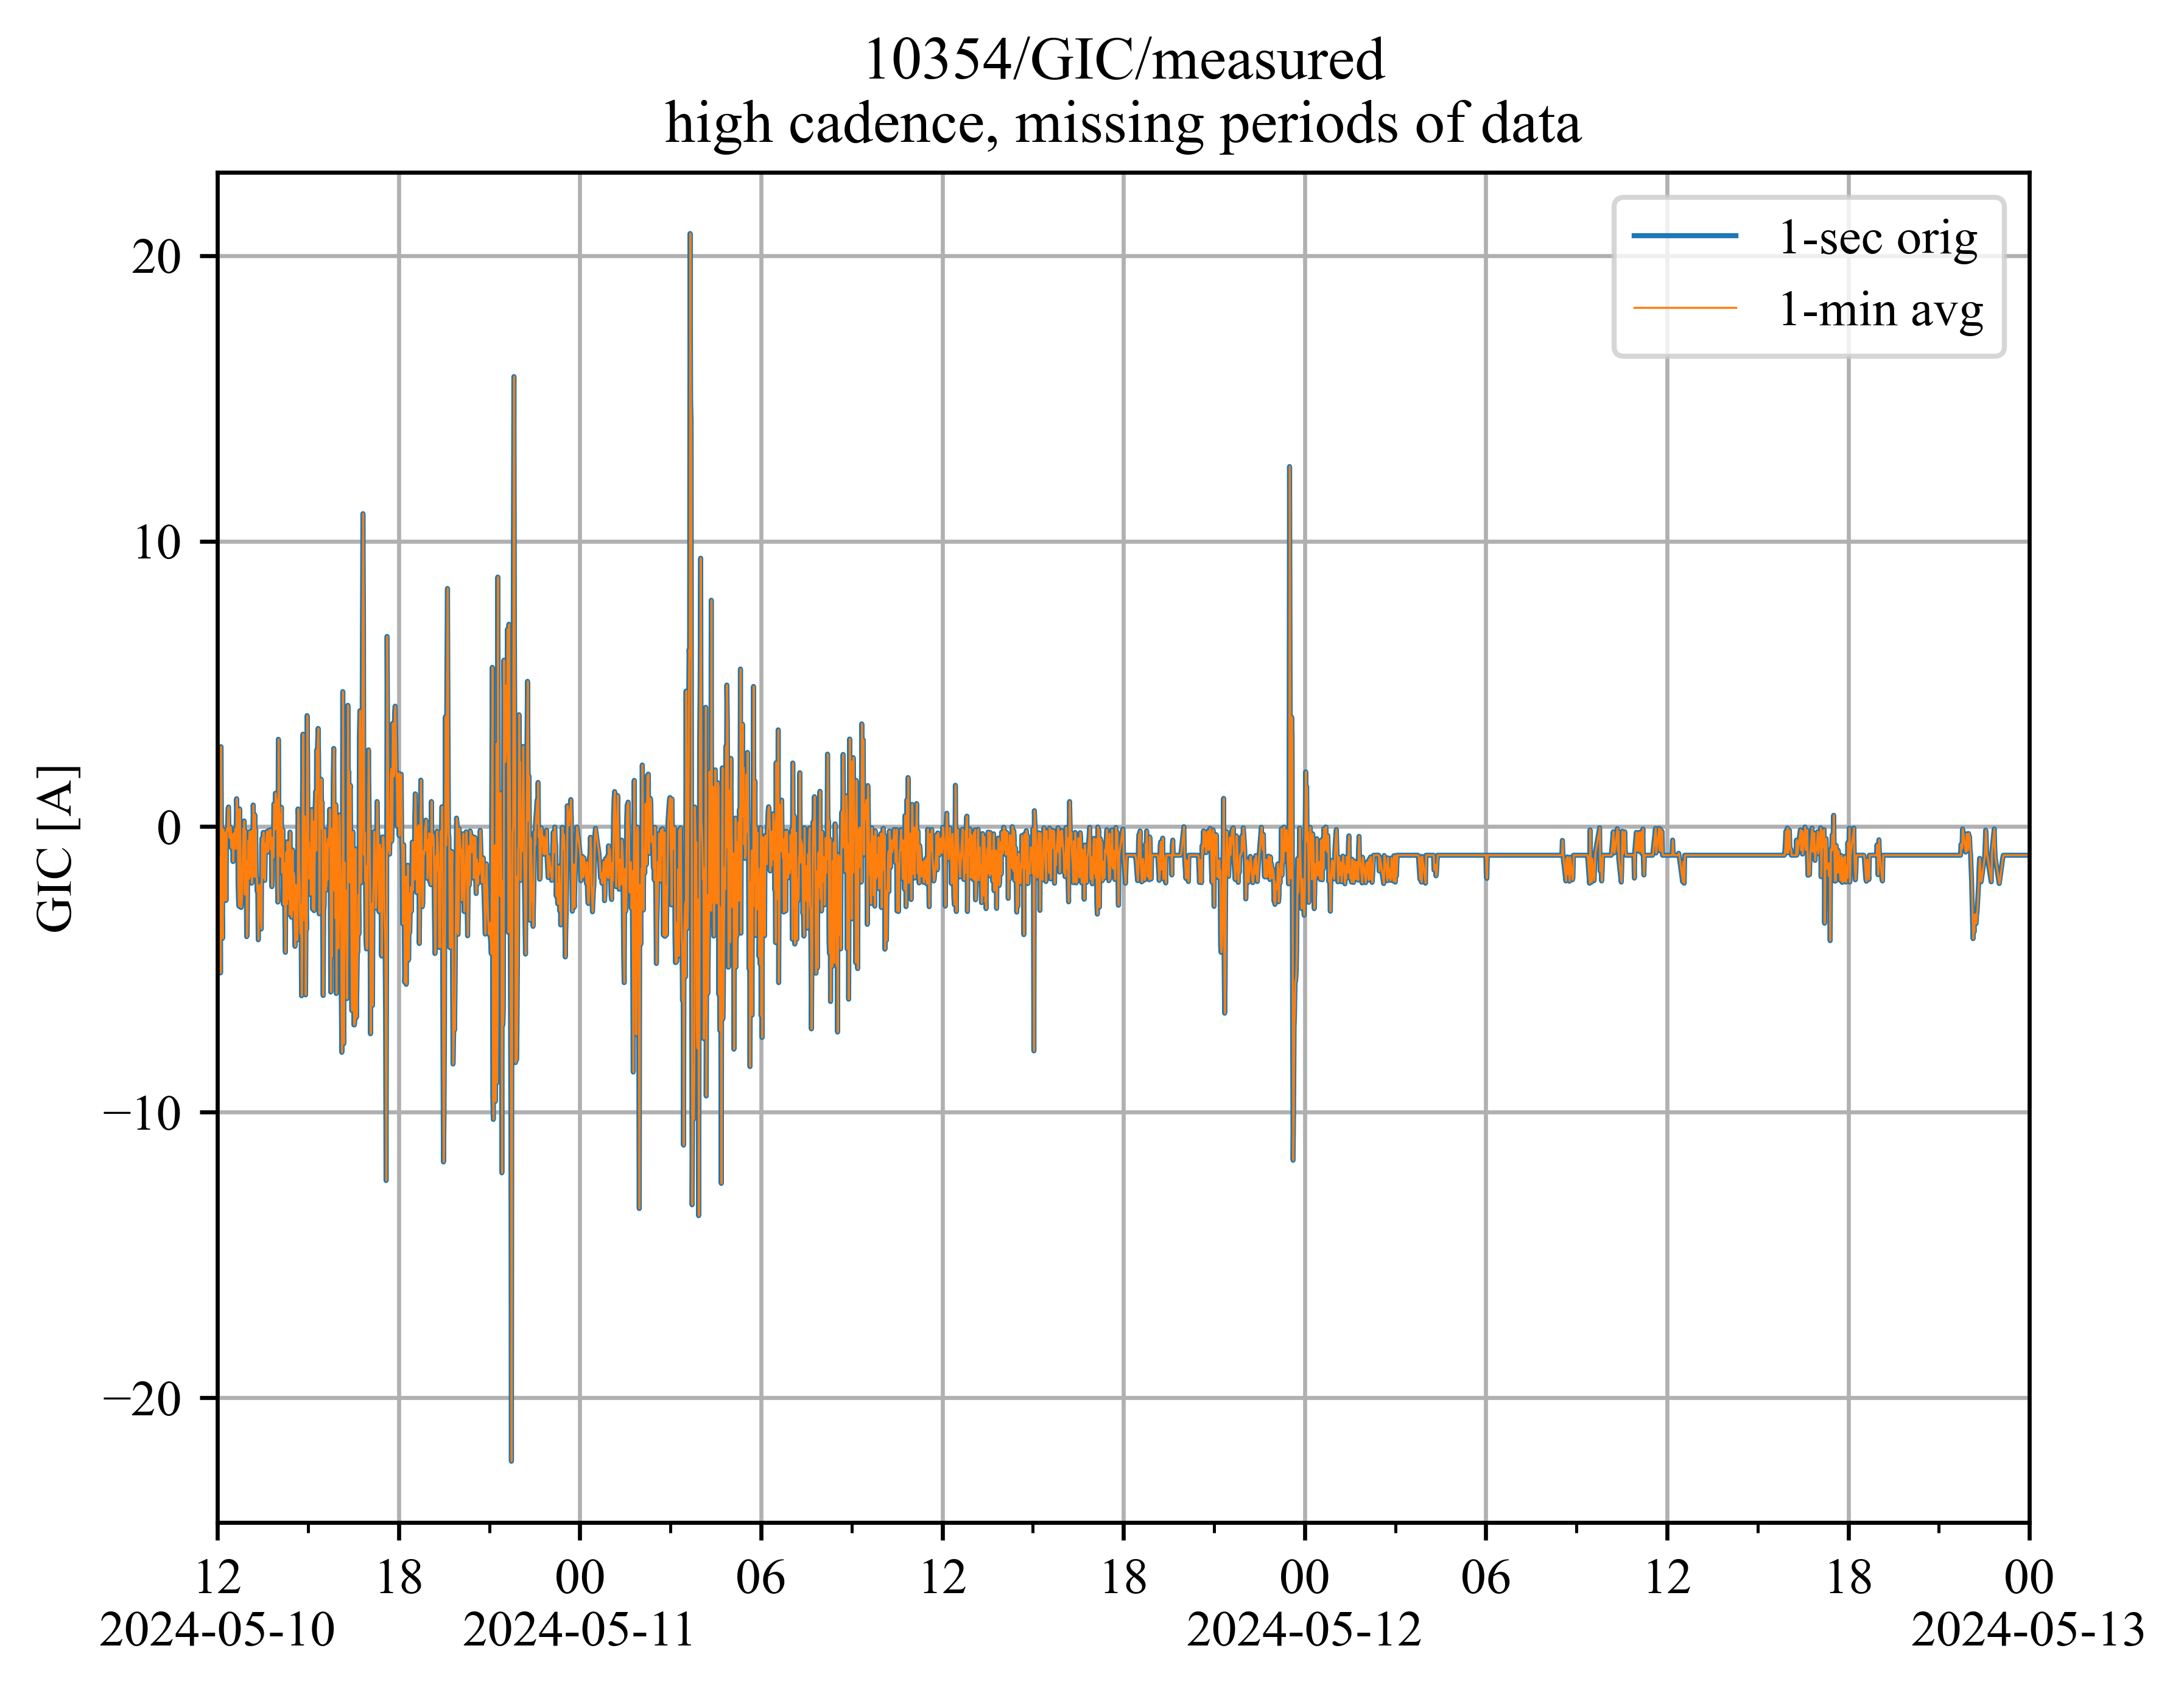 10354/GIC/measured
high cadence, missing periods of data
1-sec orig
1-min avg
GIC [A]
20
10
0
−10
−20
12 18 00 06 12 18 00 06 12 18 00
2024-05-10 2024-05-11 2024-05-12 2024-05-13